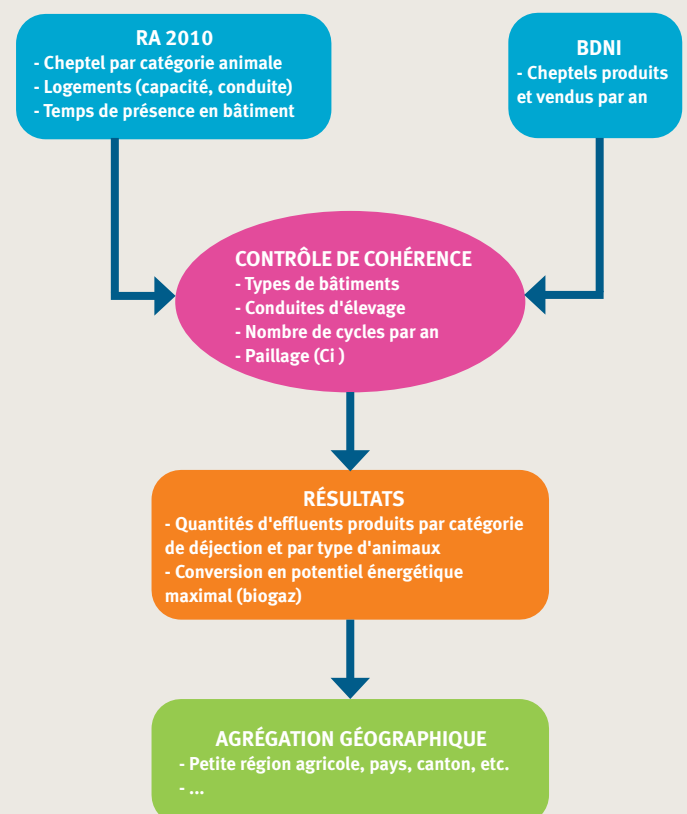 RA 2010
- Cheptel par catégorie animale
- Logements (capacité, conduite)
- Temps de présence en bâtiment
BDNI
- Cheptels produits
et vendus par an
CONTRÔLE DE COHÉRENCE
- Types de bâtiments
- Conduites d'élevage
- Nombre de cycles par an
- Paillage (Ci )
RÉSULTATS
- Quantités d'effluents produits par catégorie
de déjection et par type d'animaux
- Conversion en potentiel énergétique
maximal (biogaz)
AGRÉGATION GÉOGRAPHIQUE
- Petite région agricole, pays, canton, etc.
- ...